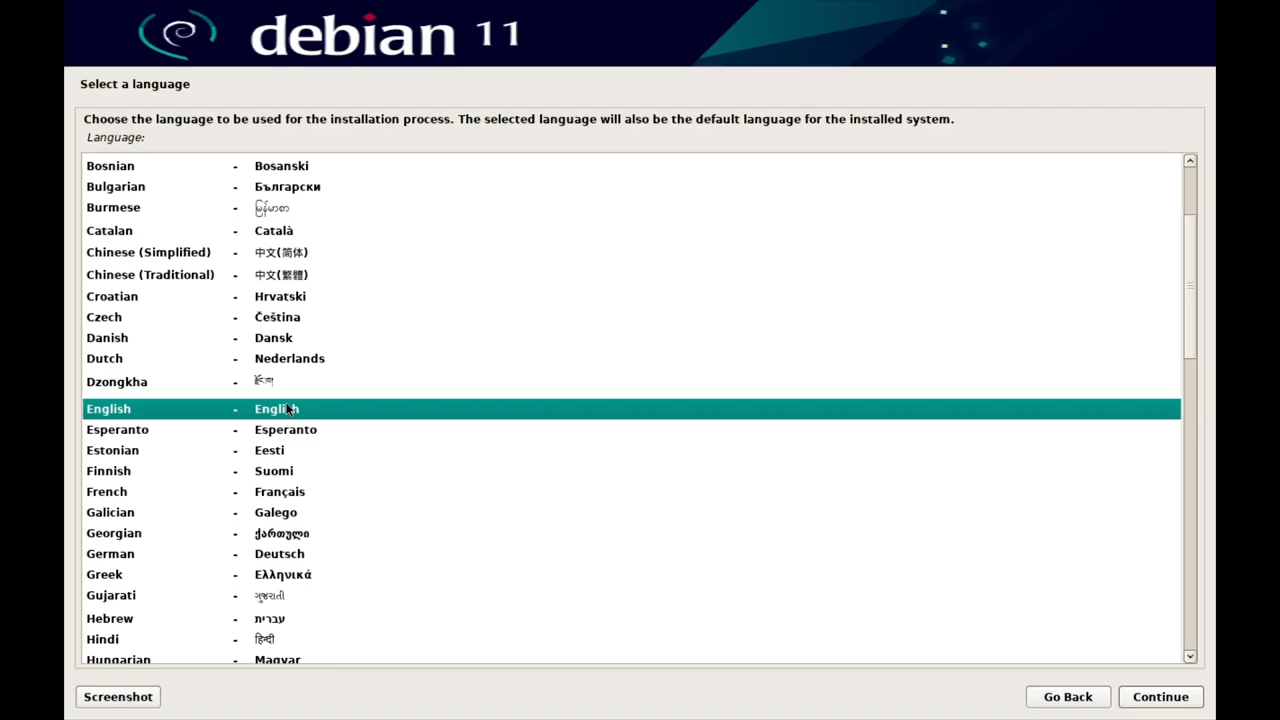 debian 11
Select a language
Choose the language to be used for the installation process. The selected language will also be the default language for the installed system.
Language:
Bosnian - Bosanski
Bulgarian - Български
Burmese - မြန်မာစာ
Catalan - Català
Chinese (Simplified) - 中文(简体)
Chinese (Traditional) - 中文(繁體)
Croatian - Hrvatski
Czech - Čeština
Danish - Dansk
Dutch - Nederlands
Dzongkha - རྫོང་ཁ།
English - English
Esperanto - Esperanto
Estonian - Eesti
Finnish - Suomi
French - Français
Galician - Galego
Georgian - ქართული
German - Deutsch
Greek - Ελληνικά
Gujarati - ગુજરાતી
Hebrew - עברית
Hindi - हिन्दी
Hungarian - Magyar
Screenshot
Go Back
Continue